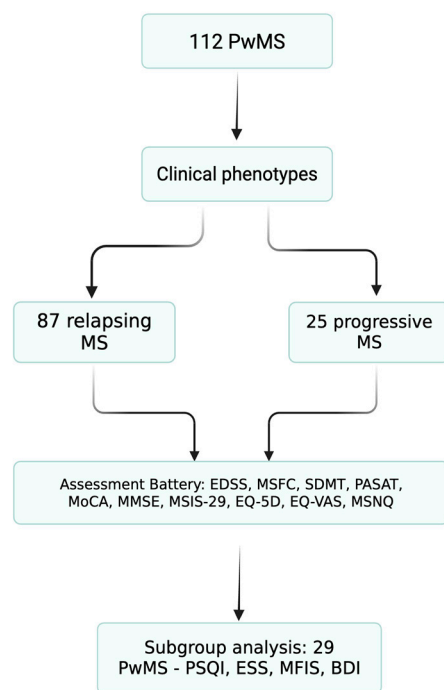 112 PwMS
Clinical phenotypes
87 relapsing
MS
25 progressive
MS
Assessment Battery: EDSS, MSFC, SDMT, PASAT,
MoCA, MMSE, MSIS-29, EQ-5D, EQ-VAS, MSNQ
Subgroup analysis: 29
PwMS - PSQI, ESS, MFIS, BDI